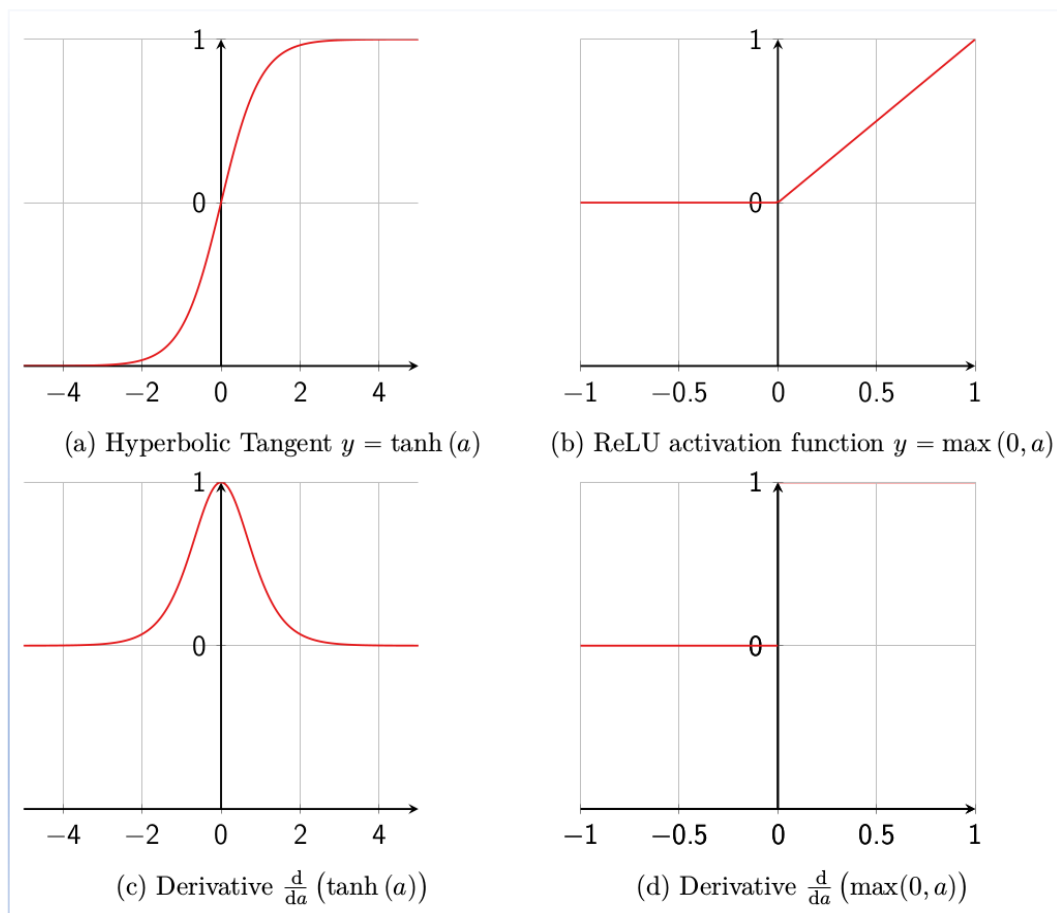 1
0
−4 −2 0 2 4
(a) Hyperbolic Tangent y = tanh (a)
1
0
−1 −0.5 0 0.5 1
(b) ReLU activation function y = max (0, a)
1
0
−4 −2 0 2 4
(c) Derivative d/da (tanh (a))
1
0
−1 −0.5 0 0.5 1
(d) Derivative d/da (max(0, a))